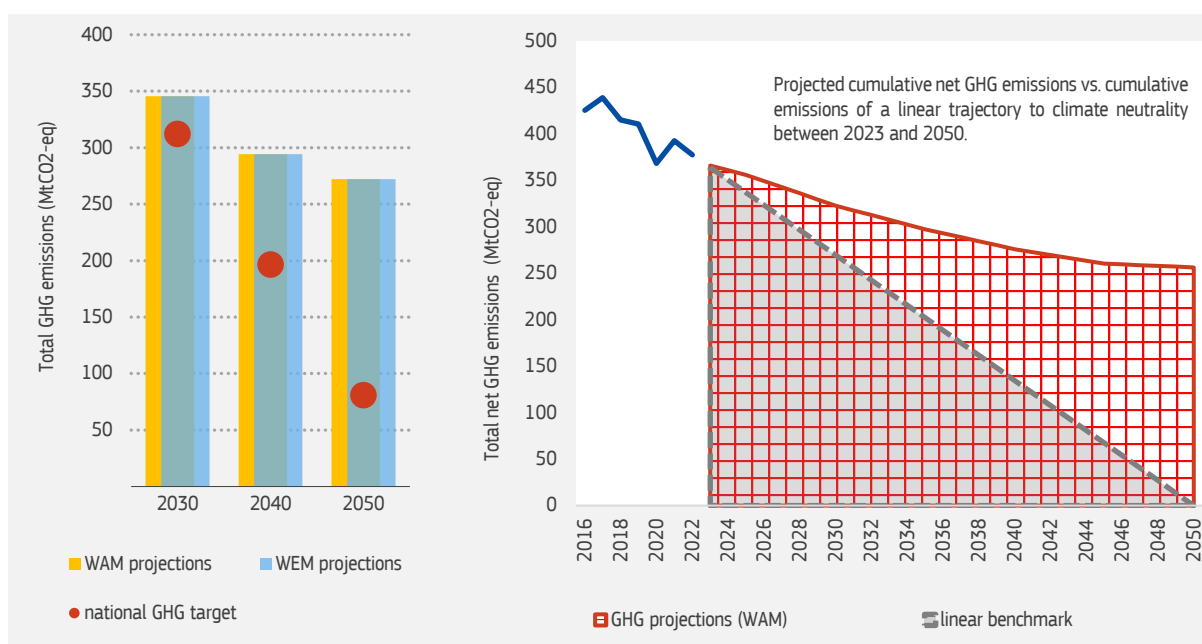 400
350
300
250
200
150
100
50
Total GHG emissions (MtCO2-eq)
2030 2040 2050
WAM projections WEM projections
national GHG target
500
450
400
350
300
250
200
150
100
50
0
Total net GHG emissions (MtCO2-eq)
Projected cumulative net GHG emissions vs. cumulative
emissions of a linear trajectory to climate neutrality
between 2023 and 2050.
2016 2018 2020 2022 2024 2026 2028 2030 2032 2034 2036 2038 2040 2042 2044 2046 2048 2050
GHG projections (WAM) linear benchmark